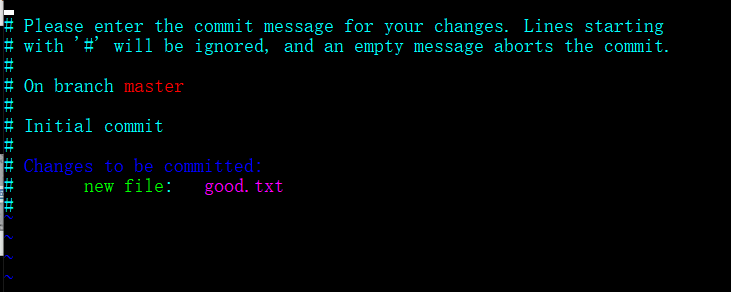 # Please enter the commit message for your changes. Lines starting
# with '#' will be ignored, and an empty message aborts the commit.
#
# On branch master
#
# Initial commit
#
# Changes to be committed:
#       new file:   good.txt
#
~
~
~
~